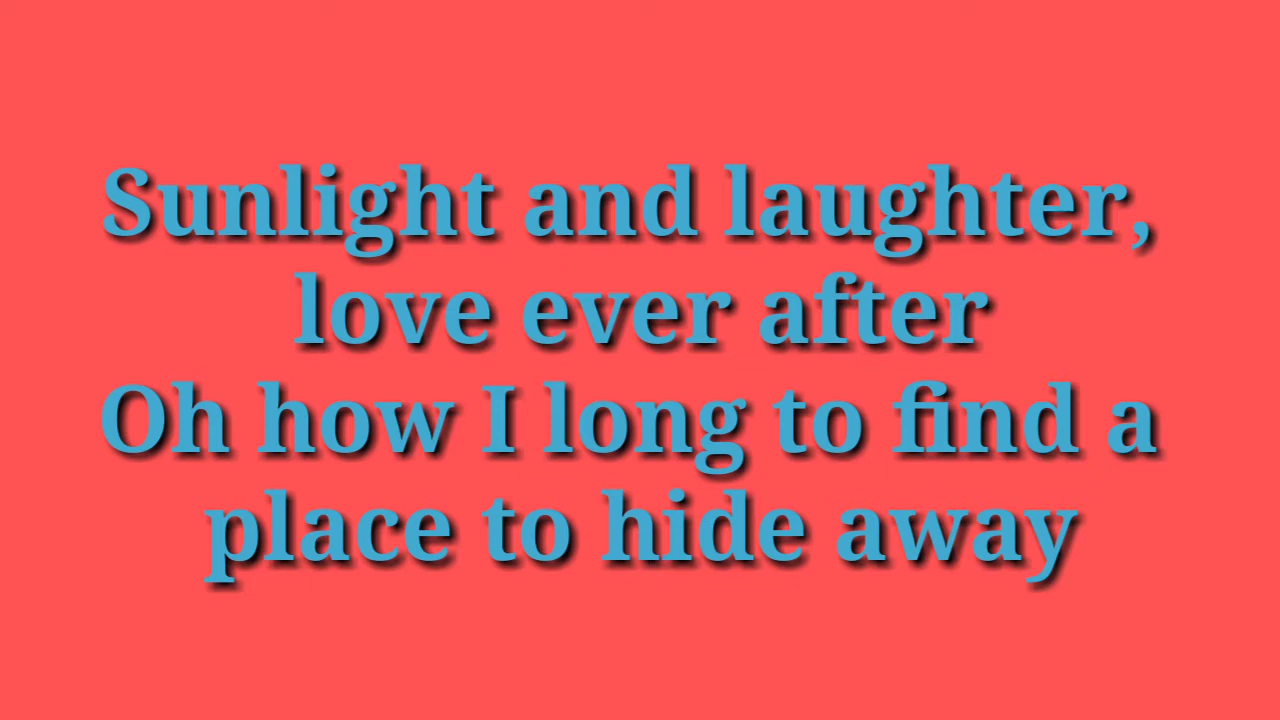 Sunlight and laughter,
love ever after
Oh how I long to find a
place to hide away